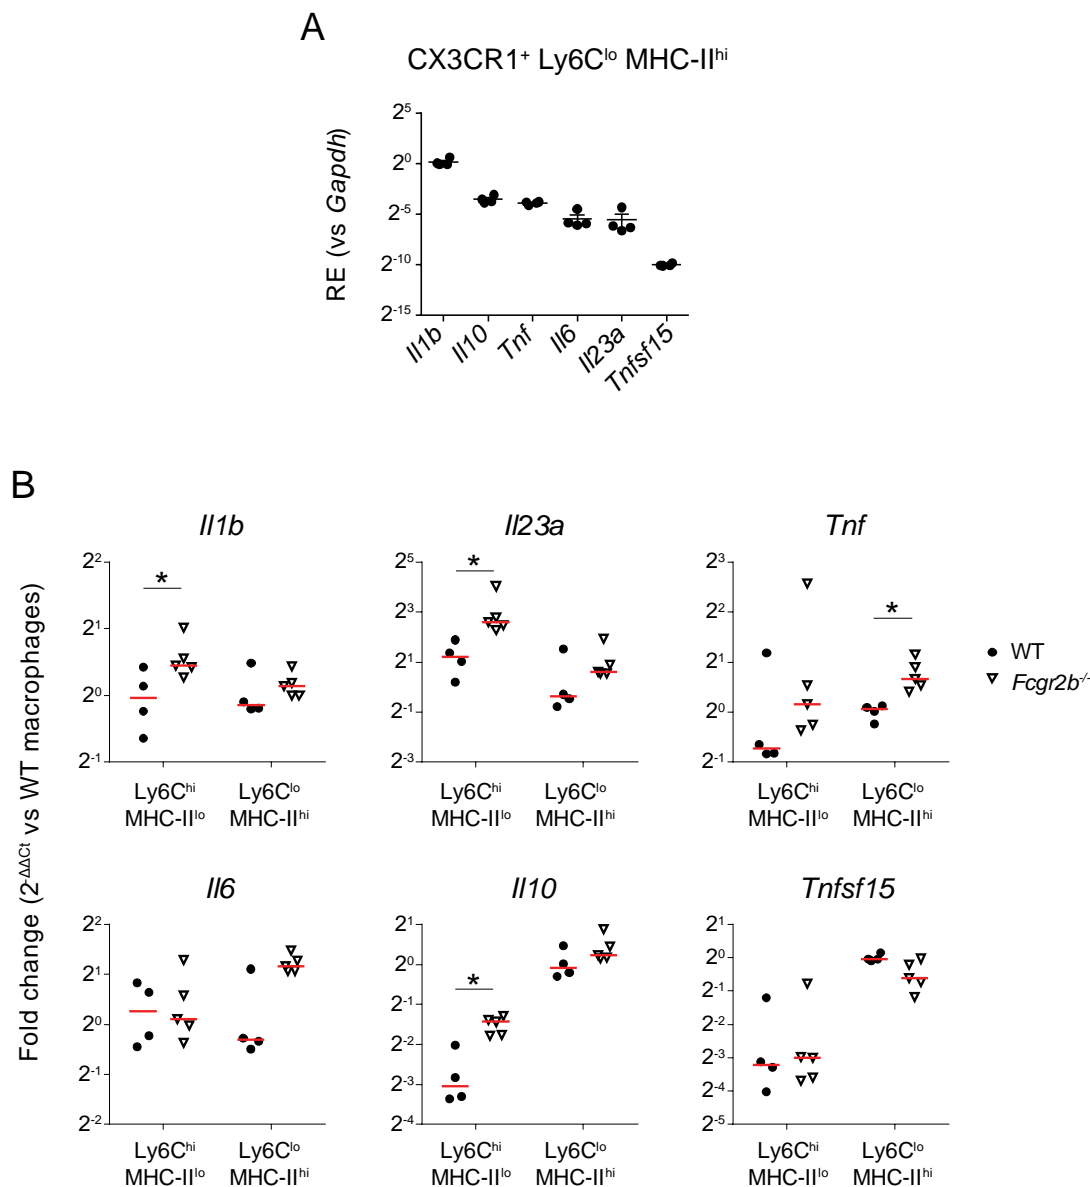 A
CX3CR1⁺ Ly6Cˡᵒ MHC-IIʰⁱ
RE (vs Gapdh)
2⁵
2⁰
2⁻⁵
2⁻¹⁰
2⁻¹⁵
Il1b
Il10
Tnf
Il6
Il23a
Tnfsf15
B
Fold change (2⁻ΔΔCt vs WT macrophages)
Il1b
2²
2¹
2⁰
2⁻¹
*
Ly6Cʰⁱ
MHC-IIˡᵒ
Ly6Cˡᵒ
MHC-IIʰⁱ
Il23a
2⁵
2³
2¹
2⁻¹
2⁻³
*
Ly6Cʰⁱ
MHC-IIˡᵒ
Ly6Cˡᵒ
MHC-IIʰⁱ
Tnf
2³
2²
2¹
2⁰
2⁻¹
*
Ly6Cʰⁱ
MHC-IIˡᵒ
Ly6Cˡᵒ
MHC-IIʰⁱ
WT
Fcgr2b⁻/⁻
Il6
2²
2¹
2⁰
2⁻¹
2⁻²
Ly6Cʰⁱ
MHC-IIˡᵒ
Ly6Cˡᵒ
MHC-IIʰⁱ
Il10
2¹
2⁰
2⁻¹
2⁻²
2⁻³
2⁻⁴
*
Ly6Cʰⁱ
MHC-IIˡᵒ
Ly6Cˡᵒ
MHC-IIʰⁱ
Tnfsf15
2¹
2⁰
2⁻¹
2⁻²
2⁻³
2⁻⁴
2⁻⁵
Ly6Cʰⁱ
MHC-IIˡᵒ
Ly6Cˡᵒ
MHC-IIʰⁱ